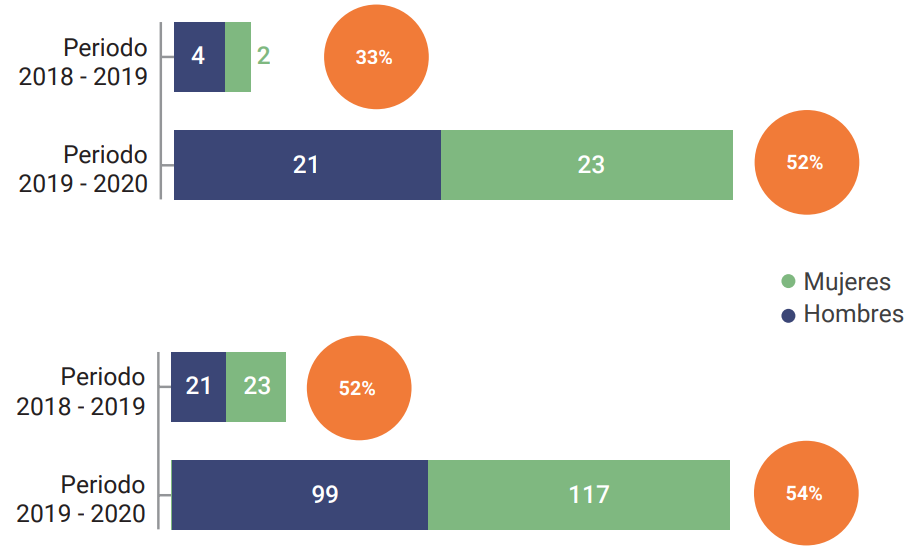 Periodo
2018 - 2019
4
2
33%
Periodo
2019 - 2020
21
23
52%
Mujeres
Hombres
Periodo
2018 - 2019
21
23
52%
Periodo
2019 - 2020
99
117
54%